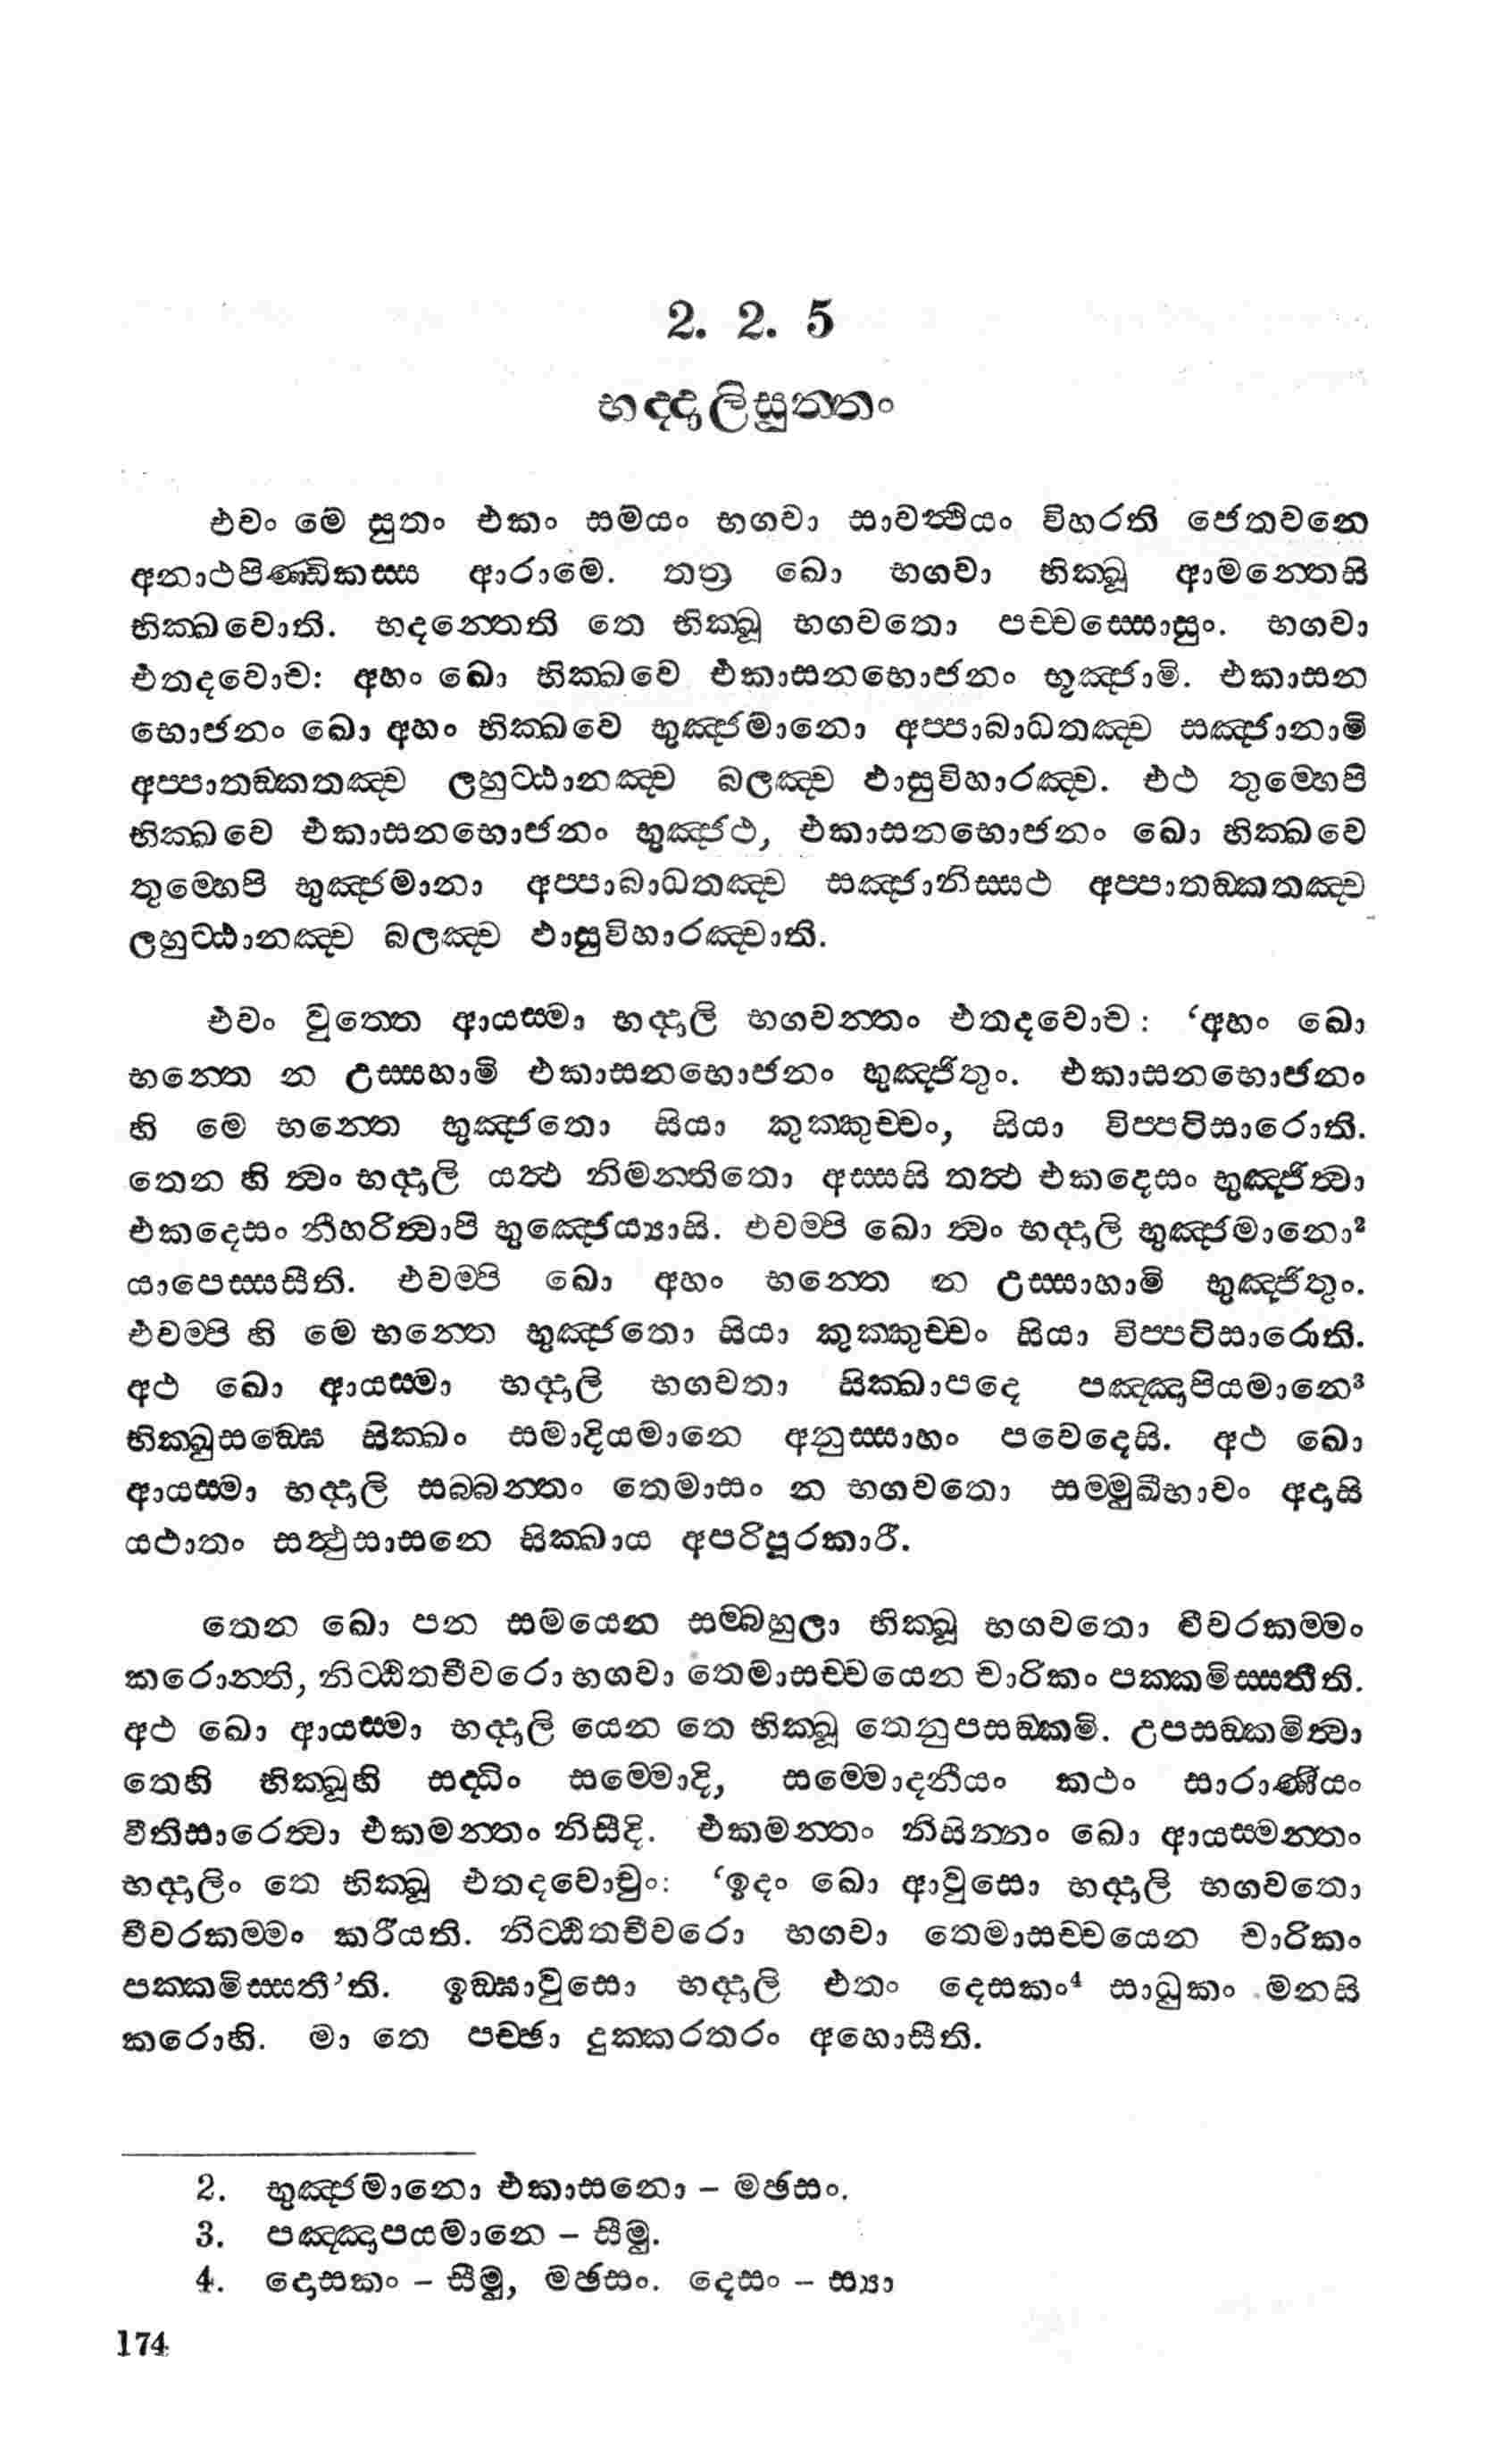 2. 2. 5
භද්දාලිසුත්තං
එවං මෙ සුතං එකං සමයං භගවා සාවත්ථියං විහරති ජෙතවනෙ
අනාථපිණ්ඩිකස්ස ආරාමෙ. තත්‍ර ඛො භගවා භික්ඛූ ආමන්තෙසි
භික්ඛවොති. භදන්තෙති තෙ භික්ඛූ භගවතො පච්චස්සොසුං. භගවා
එතදවොච: අහං ඛො භික්ඛවෙ එකාසනභොජනං භූඤ්ජාමි. එකාසන
භොජනං ඛො අහං භික්ඛවෙ භුඤ්ජමානො අප්පාබාධතඤ්ච සඤ්ජානාමි
අප්පාතඞ්කතඤ්ච ලහුට්ඨානඤ්ච බලඤ්ච ඵාසුවිහාරඤ්ච. එථ තුම්හෙපි
භික්ඛවෙ එකාසනභොජනං භුඤ්ජථ, එකාසනභොජනං ඛො භික්ඛවෙ
තුම්හෙපි භුඤ්ජමානා අප්පාබාධතඤ්ච සඤ්ජානිස්සථ අප්පාතඞ්කතඤ්ච
ලහුට්ඨානඤ්ච බලඤ්ච ඵාසුවිහාරඤ්චාති.
එවං වුත්තෙ ආයස්මා භද්දාලි භගවන්තං එතදවොච: ‘අහං ඛො
භන්තෙ න උස්සහාමි එකාසනභොජනං භුඤ්ජිතුං. එකාසනභොජනං
හි මෙ භන්තෙ භුඤ්ජතො සියා කුක්කුච්චං, සියා විප්පටිසාරොති.
තෙන හි ත්‍වං භද්දාලි යත්‍ථ නිමන්තිතො අස්සසි තත්‍ථ එකදෙසං භුඤ්ජිත්‍වා
එකදෙසං නීහරිත්‍වාපි භුඤ්ජෙය්‍යාසි. එවම්පි ඛො ත්‍වං භද්දාලි භුඤ්ජමානො²
යාපෙස්සසීති. එවම්පි ඛො අහං භන්තෙ න උස්සාහාමි භුඤ්ජිතුං.
එවම්පි හි මෙ භන්තෙ භුඤ්ජතො සියා කුක්කුච්චං සියා විප්පටිසාරොති.
අථ ඛො ආයස්මා භද්දාලි භගවතා සික්ඛාපදෙ පඤ්ඤාපියමානෙ³
භික්ඛුසඞ්ඝෙ සික්ඛං සමාදියමානෙ අනුස්සාහං පවෙදෙසි. අථ ඛො
ආයස්මා භද්දාලි සබ්බන්තං තෙමාසං න භගවතො සම්මුඛීභාවං අදාසි
යථාතං සත්‍ථුසාසනෙ සික්ඛාය අපරිපූරකාරී.
තෙන ඛො පන සමයෙන සම්බහුලා භික්ඛූ භගවතො චීවරකම්මං
කරොන්ති, නිට්ඨිතචීවරො භගවා තෙමාසච්චයෙන චාරිකං පක්කමිස්සතීති.
අථ ඛො ආයස්මා භද්දාලි යෙන තෙ භික්ඛූ තෙනුපසඞ්කමි. උපසඞ්කමිත්‍වා
තෙහි භික්ඛූහි සද්ධිං සම්මොදි, සම්මොදනීයං කථං සාරාණීයං
වීතිසාරෙත්‍වා එකමන්තං නිසීදි. එකමන්තං නිසින්නං ඛො ආයස්මන්තං
භද්දාලිං තෙ භික්ඛූ එතදවොචුං: ‘ඉදං ඛො ආවුසො භද්දාලි භගවතො
චීවරකම්මං කරීයති. නිට්ඨිතචීවරො භගවා තෙමාසච්චයෙන චාරිකං
පක්කමිස්සතී’ති. ඉඞ්ඝාවුසො භද්දාලි එතං දෙසකං⁴ සාධුකං මනසි
කරොහි. මා තෙ පච්ඡා දුක්කරතරං අහොසීති.
2. භුඤ්ජමානො එකාසනො – මඡසං.
3. පඤ්ඤාපයමානෙ – සීමු.
4. දොසකං – සීමු, මඡසං. දෙසං – ස්‍යා
174